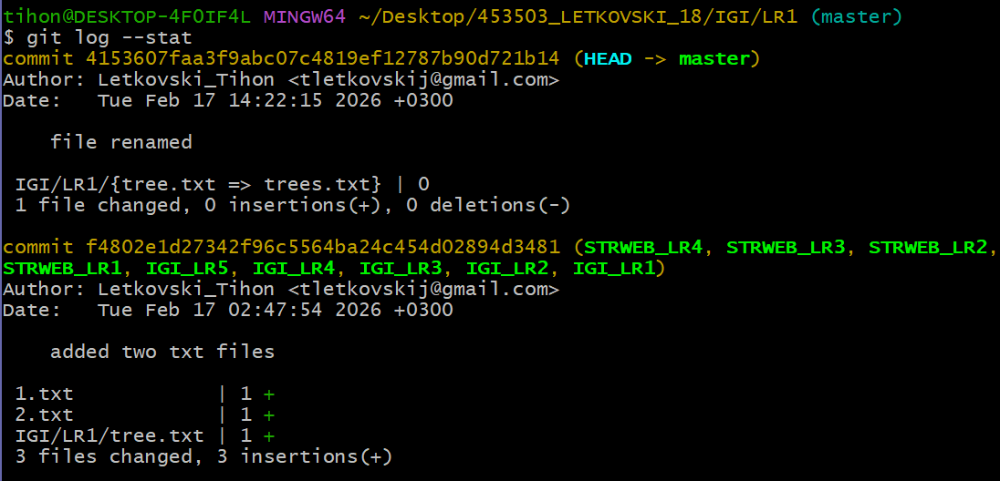 tihon@DESKTOP-4F0IF4L MINGW64 ~/Desktop/453503_LETKOVSKI_18/IGI/LR1 (master)
$ git log --stat
commit 4153607faa3f9abc07c4819ef12787b90d721b14 (HEAD -> master)
Author: Letkovski_Tihon <tletkovskij@gmail.com>
Date:   Tue Feb 17 14:22:15 2026 +0300
    file renamed
 IGI/LR1/{tree.txt => trees.txt} | 0
 1 file changed, 0 insertions(+), 0 deletions(-)
commit f4802e1d27342f96c5564ba24c454d02894d3481 (STRWEB_LR4, STRWEB_LR3, STRWEB_LR2,
STRWEB_LR1, IGI_LR5, IGI_LR4, IGI_LR3, IGI_LR2, IGI_LR1)
Author: Letkovski_Tihon <tletkovskij@gmail.com>
Date:   Tue Feb 17 02:47:54 2026 +0300
    added two txt files
 1.txt            | 1 +
 2.txt            | 1 +
 IGI/LR1/tree.txt | 1 +
 3 files changed, 3 insertions(+)